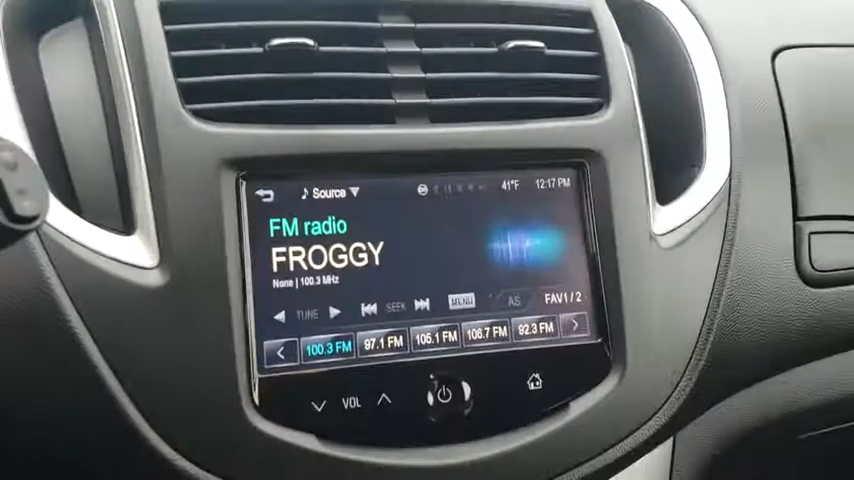 Source 41°F 12:17 PM
FM radio
FROGGY
None | 100.3 MHz
TUNE SEEK MENU AS FAV1 / 2
100.3 FM 97.1 FM 105.1 FM 106.7 FM 92.3 FM
VOL